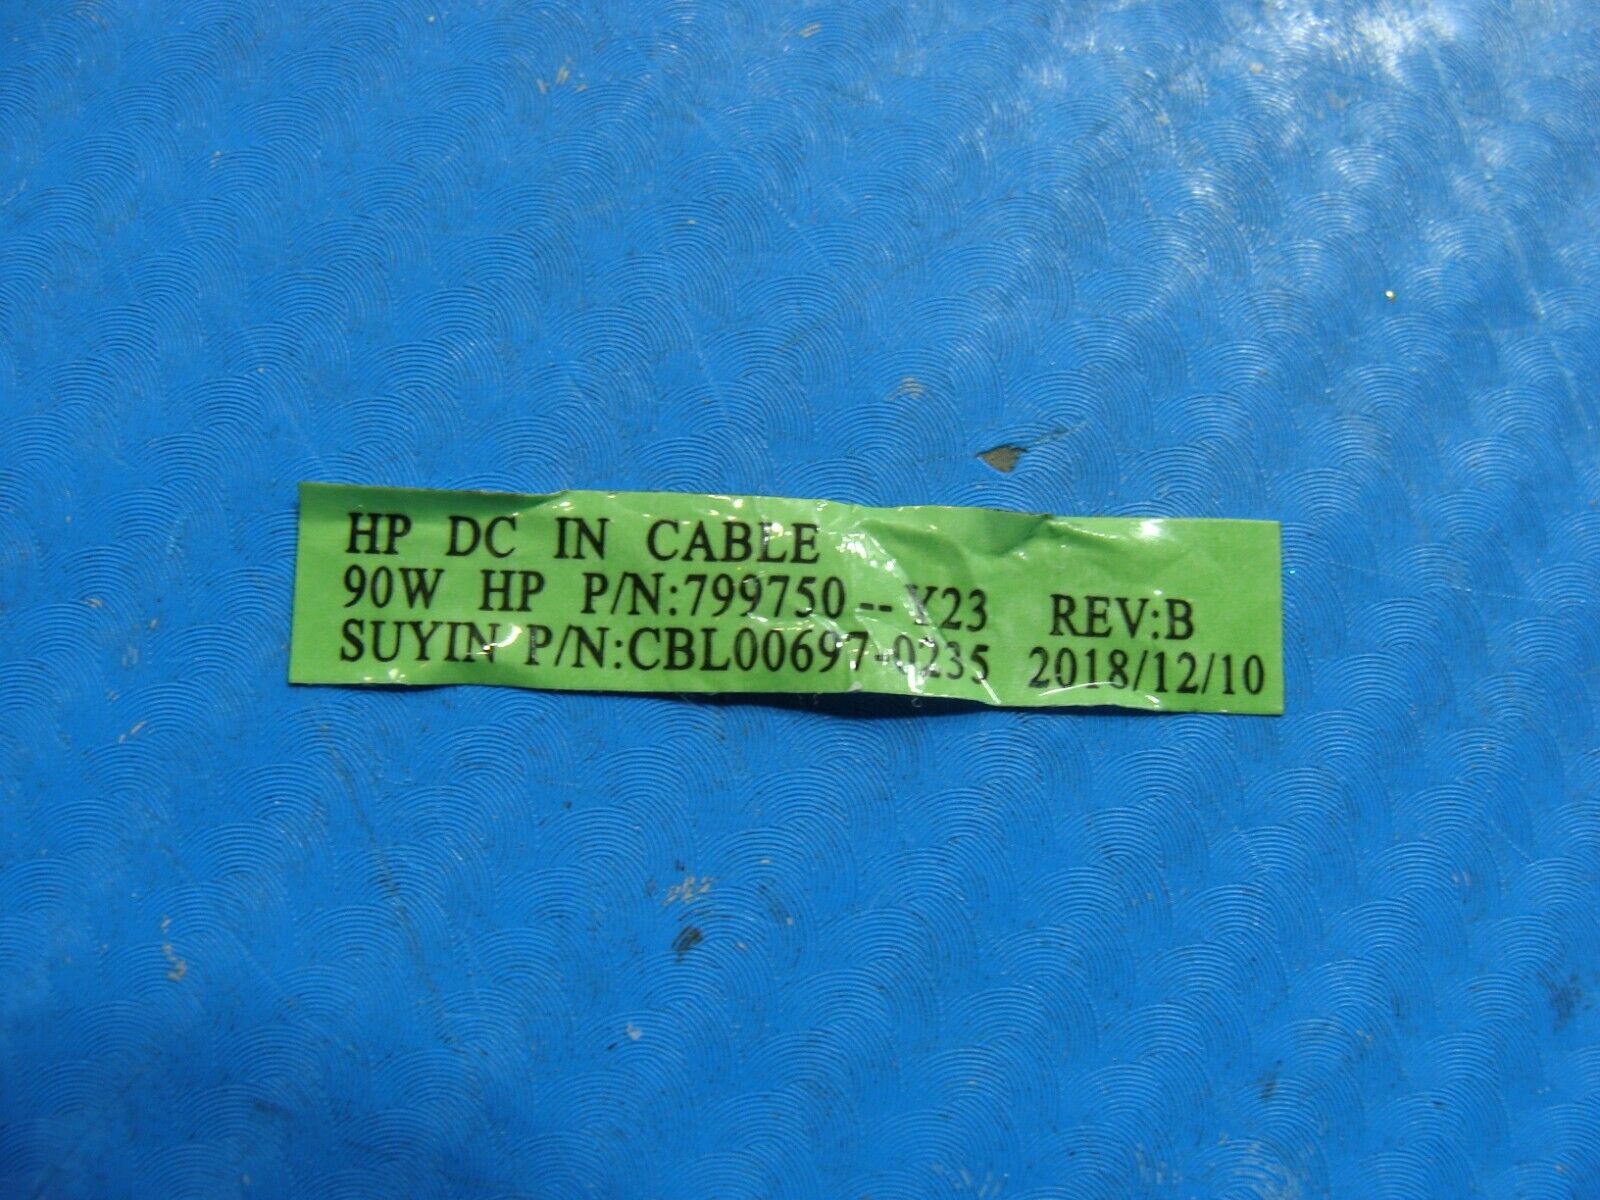 HP DC IN CABLE
90W HP P/N:799750--Y23 REV:B
SUYIN P/N:CBL00697-0235 2018/12/10